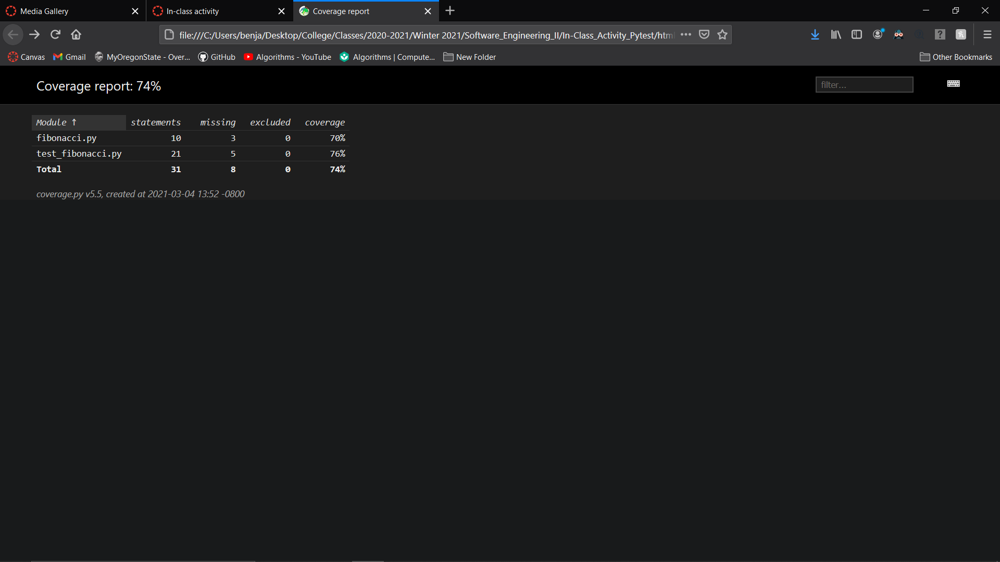 Media Gallery
In-class activity
Coverage report
file:///C:/Users/benja/Desktop/College/Classes/2020-2021/Winter 2021/Software_Engineering_II/In-Class_Activity_Pytest/html
Canvas
Gmail
MyOregonState - Over...
GitHub
Algorithms - YouTube
Algorithms | Compute...
New Folder
Other Bookmarks
Coverage report: 74%
filter...
Module ↑ statements missing excluded coverage
fibonacci.py 10 3 0 70%
test_fibonacci.py 21 5 0 76%
Total 31 8 0 74%
coverage.py v5.5, created at 2021-03-04 13:52 -0800